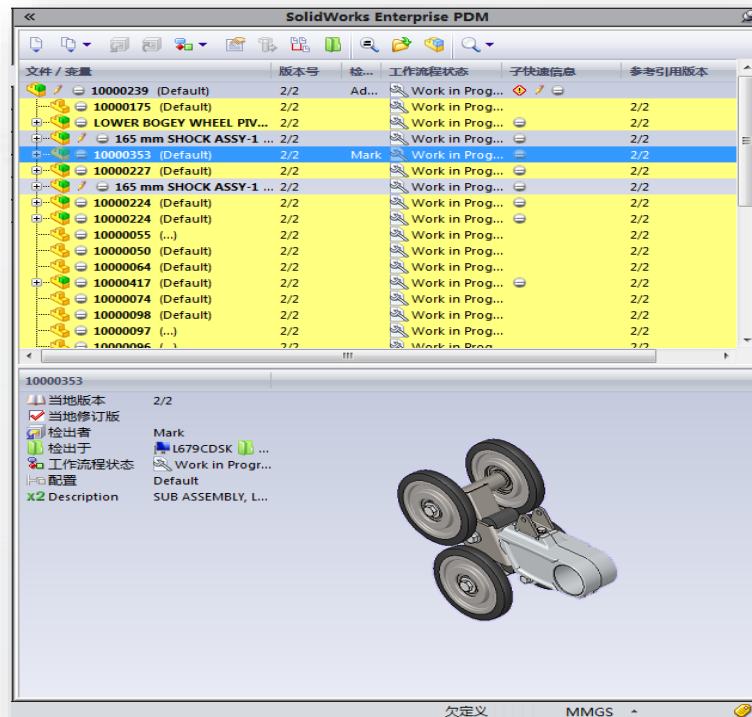 SolidWorks Enterprise PDM
文件 / 变量 版本号 检... 工作流程状态 子快速信息 参考引用版本
10000239 (Default) 2/2 Ad... Work in Prog...
10000175 (Default) 2/2 Work in Prog... 2/2
LOWER BOGEY WHEEL PIV... 2/2 Work in Prog... 2/2
165 mm SHOCK ASSY-1 ... 2/2 Work in Prog... 2/2
10000353 (Default) 2/2 Mark Work in Prog... 2/2
10000227 (Default) 2/2 Work in Prog... 2/2
165 mm SHOCK ASSY-1 ... 2/2 Work in Prog... 2/2
10000224 (Default) 2/2 Work in Prog... 2/2
10000224 (Default) 2/2 Work in Prog... 2/2
10000055 (...) 2/2 Work in Prog... 2/2
10000050 (Default) 2/2 Work in Prog... 2/2
10000064 (Default) 2/2 Work in Prog... 2/2
10000417 (Default) 2/2 Work in Prog... 2/2
10000074 (Default) 2/2 Work in Prog... 2/2
10000098 (Default) 2/2 Work in Prog... 2/2
10000097 (...) 2/2 Work in Prog... 2/2
10000096 (...) 2/2 Work in Prog... 2/2
10000353
当地版本 2/2
当地修订版
检出者 Mark
检出于 L679CDSK ...
工作流程状态 Work in Progr...
配置 Default
x2 Description SUB ASSEMBLY, L...
欠定义 MMGS